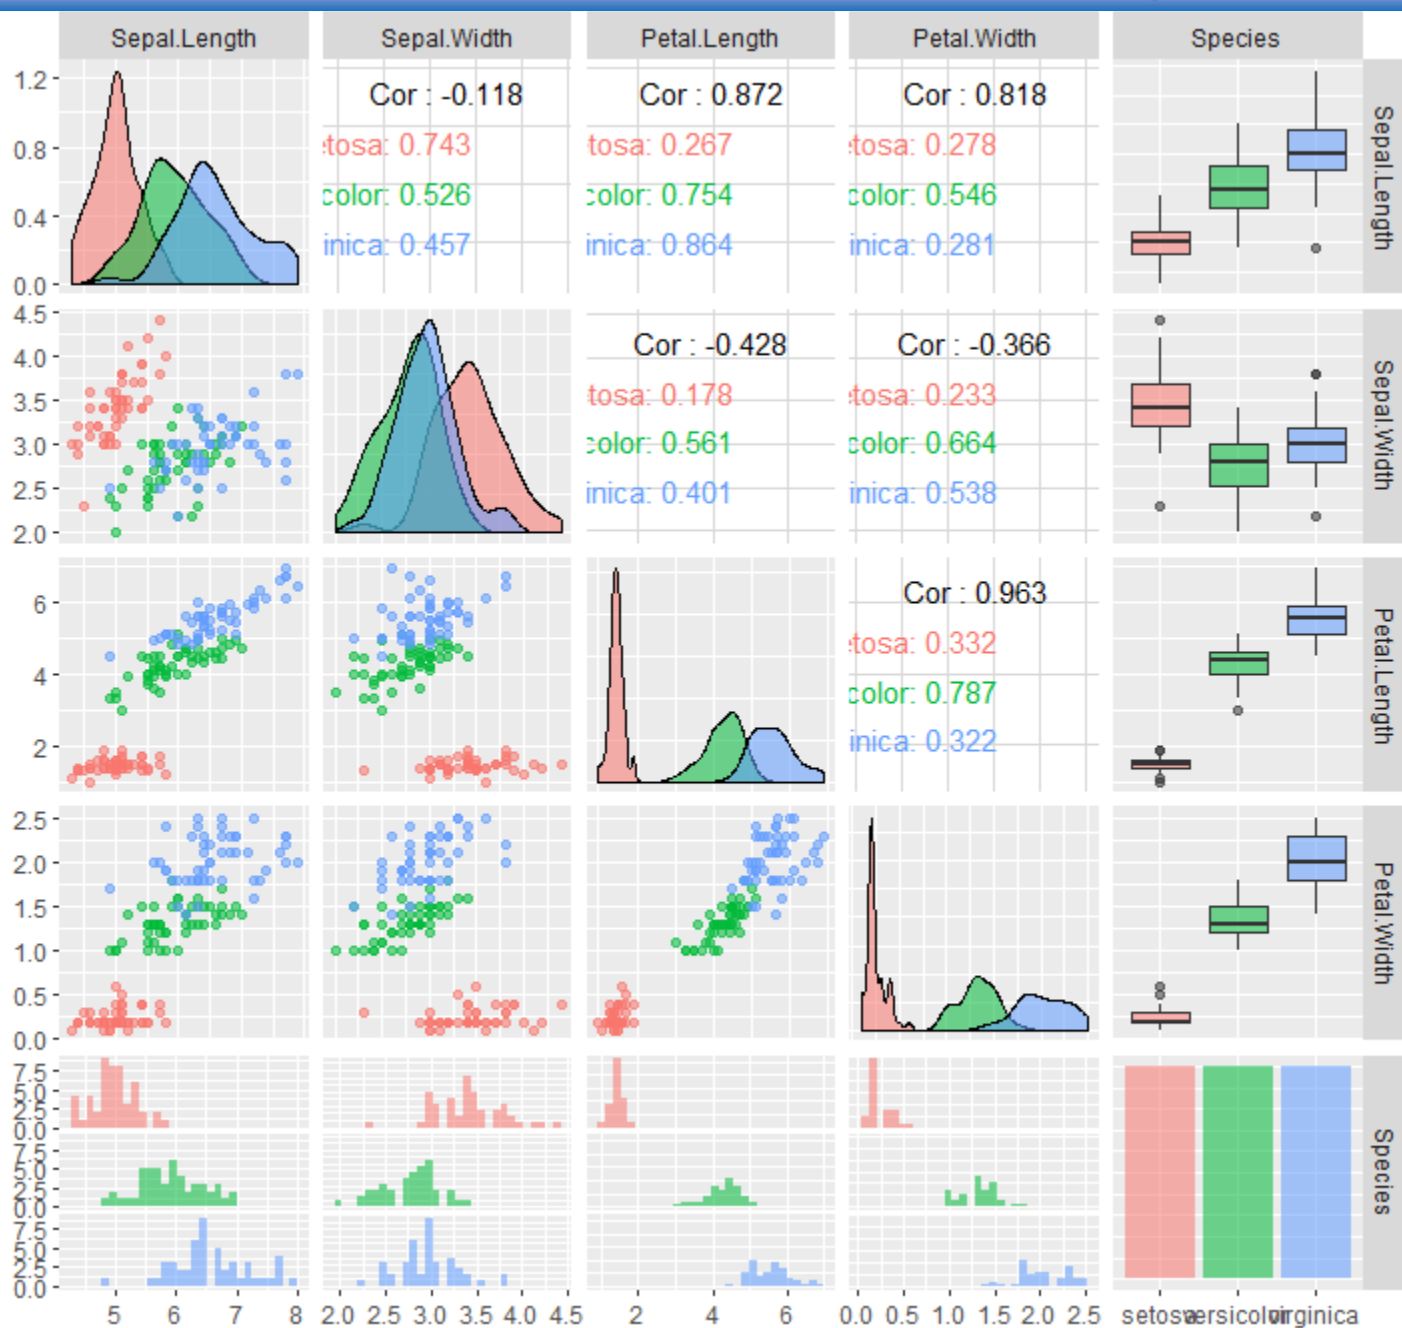 Sepal.Length Sepal.Width Petal.Length Petal.Width Species
1.2
0.8
0.4
0.0
Cor : -0.118
etosa: 0.743
color: 0.526
inica: 0.457
Cor : 0.872
tosa: 0.267
color: 0.754
inica: 0.864
Cor : 0.818
tosa: 0.278
color: 0.546
inica: 0.281
Sepal.Length
4.5
4.0
3.5
3.0
2.5
2.0
Cor : -0.428
tosa: 0.178
color: 0.561
inica: 0.401
Cor : -0.366
etosa: 0.233
color: 0.664
inica: 0.538
Sepal.Width
6
4
2
Cor : 0.963
etosa: 0.332
color: 0.787
inica: 0.322
Petal.Length
2.5
2.0
1.5
1.0
0.5
0.0
Petal.Width
7.5
5.0
2.5
0.0
7.5
5.0
2.5
0.0
7.5
5.0
2.5
0.0
Species
5 6 7 8 2.0 2.5 3.0 3.5 4.0 4.5 2 4 6 0.0 0.5 1.0 1.5 2.0 2.5 setosa versicolor virginica